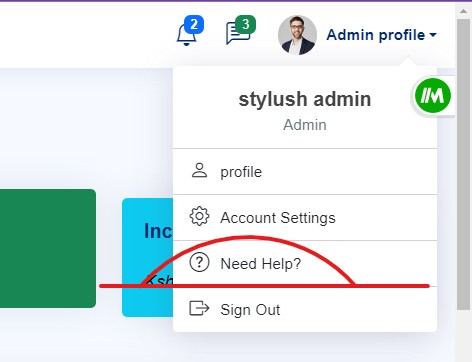 2
3
Admin profile
stylush admin
Admin
profile
Account Settings
Inc
Need Help?
Ksh
Sign Out